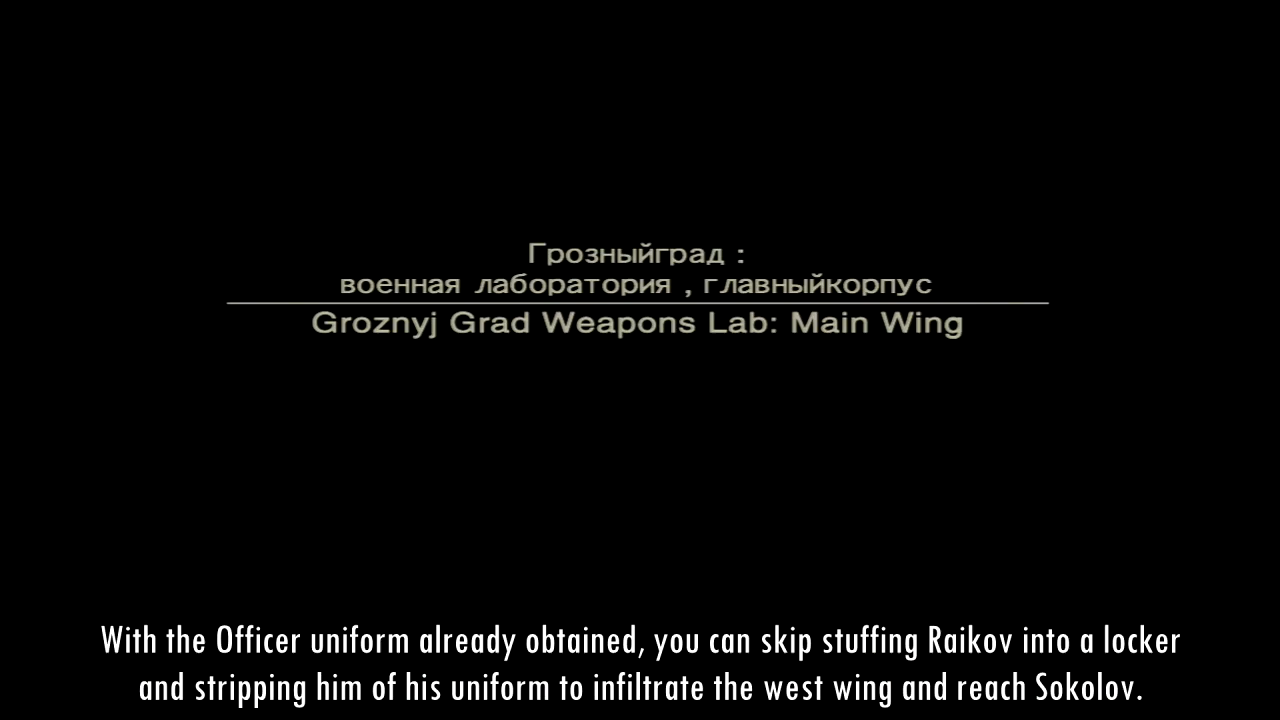 Грозныйград :
военная лаборатория , главныйкорпус
Groznyj Grad Weapons Lab: Main Wing
With the Officer uniform already obtained, you can skip stuffing Raikov into a locker
and stripping him of his uniform to infiltrate the west wing and reach Sokolov.